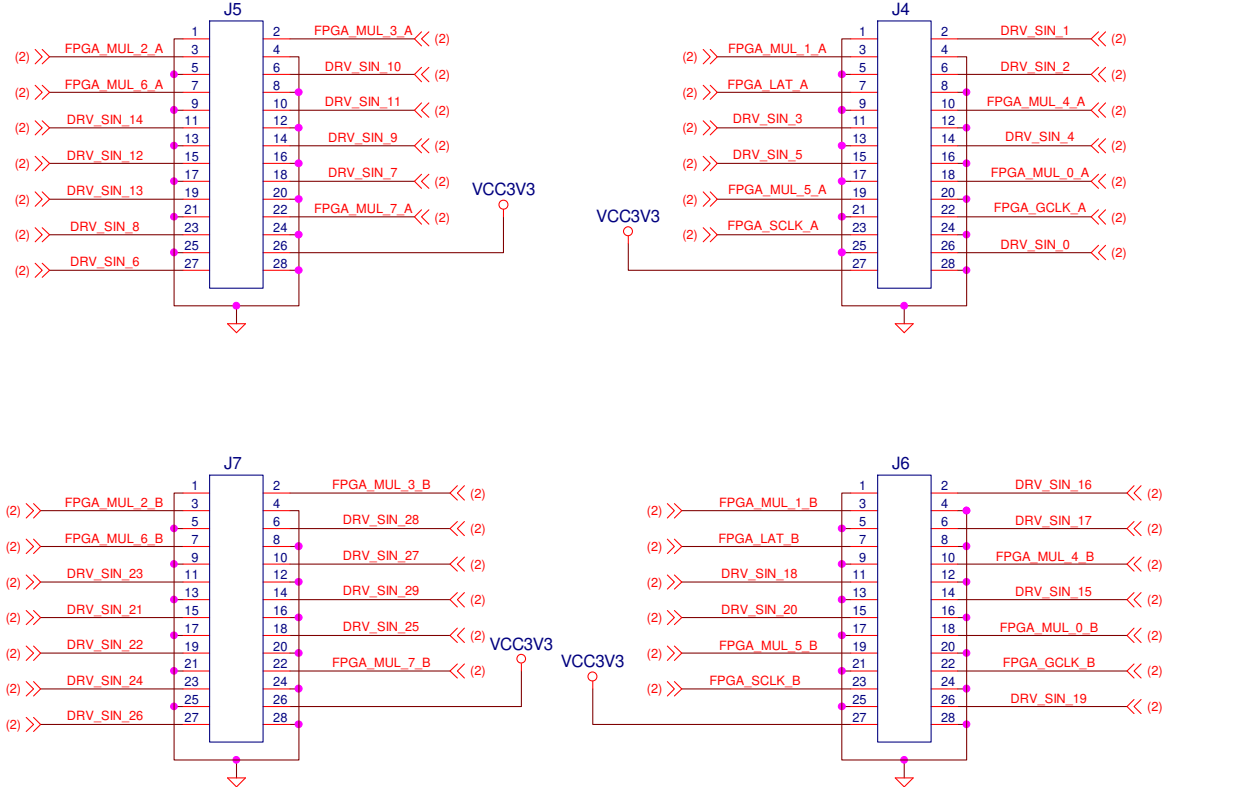 J5
1 2 FPGA_MUL_3_A (2)
(2) FPGA_MUL_2_A 3 4
5 6 DRV_SIN_10 (2)
(2) FPGA_MUL_6_A 7 8
9 10 DRV_SIN_11 (2)
(2) DRV_SIN_14 11 12
13 14 DRV_SIN_9 (2)
(2) DRV_SIN_12 15 16
17 18 DRV_SIN_7 (2)
(2) DRV_SIN_13 19 20
VCC3V3
21 22 FPGA_MUL_7_A (2)
(2) DRV_SIN_8 23 24
25 26
(2) DRV_SIN_6 27 28
J4
1 2 DRV_SIN_1 (2)
(2) FPGA_MUL_1_A 3 4
5 6 DRV_SIN_2 (2)
(2) FPGA_LAT_A 7 8
9 10 FPGA_MUL_4_A (2)
(2) DRV_SIN_3 11 12
13 14 DRV_SIN_4 (2)
(2) DRV_SIN_5 15 16
17 18 FPGA_MUL_0_A (2)
(2) FPGA_MUL_5_A 19 20
VCC3V3
21 22 FPGA_GCLK_A (2)
(2) FPGA_SCLK_A 23 24
25 26 DRV_SIN_0 (2)
27 28
J7
1 2 FPGA_MUL_3_B (2)
(2) FPGA_MUL_2_B 3 4
5 6 DRV_SIN_28 (2)
(2) FPGA_MUL_6_B 7 8
9 10 DRV_SIN_27 (2)
(2) DRV_SIN_23 11 12
13 14 DRV_SIN_29 (2)
(2) DRV_SIN_21 15 16
17 18 DRV_SIN_25 (2)
VCC3V3
(2) DRV_SIN_22 19 20
21 22 FPGA_MUL_7_B (2)
(2) DRV_SIN_24 23 24
25 26
(2) DRV_SIN_26 27 28
J6
1 2 DRV_SIN_16 (2)
(2) FPGA_MUL_1_B 3 4
5 6 DRV_SIN_17 (2)
(2) FPGA_LAT_B 7 8
9 10 FPGA_MUL_4_B (2)
(2) DRV_SIN_18 11 12
13 14 DRV_SIN_15 (2)
(2) DRV_SIN_20 15 16
17 18 FPGA_MUL_0_B (2)
(2) FPGA_MUL_5_B 19 20
VCC3V3
21 22 FPGA_GCLK_B (2)
(2) FPGA_SCLK_B 23 24
25 26 DRV_SIN_19 (2)
27 28